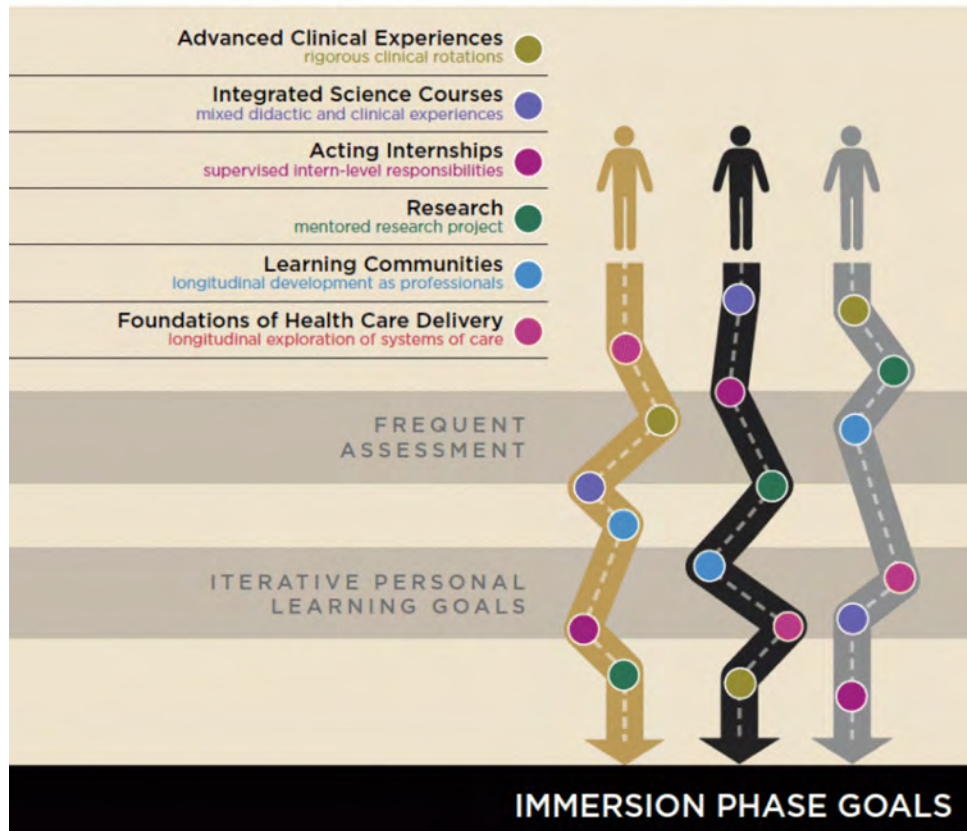 Advanced Clinical Experiences
rigorous clinical rotations
Integrated Science Courses
mixed didactic and clinical experiences
Acting Internships
supervised intern-level responsibilities
Research
mentored research project
Learning Communities
longitudinal development as professionals
Foundations of Health Care Delivery
longitudinal exploration of systems of care
FREQUENT
ASSESSMENT
ITERATIVE PERSONAL
LEARNING GOALS
IMMERSION PHASE GOALS